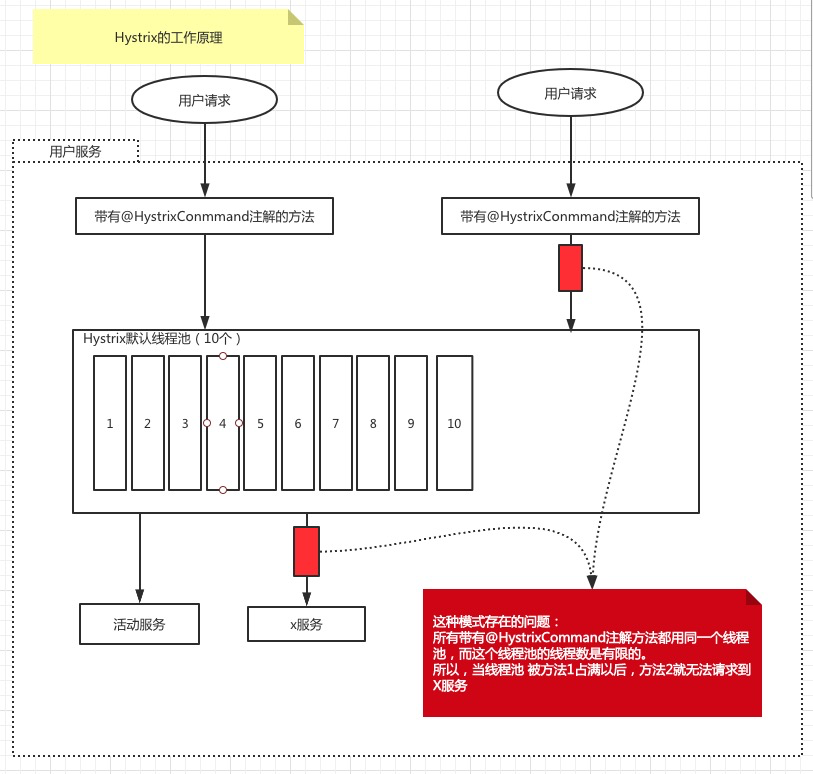 Hystrix的工作原理
用户请求
用户请求
用户服务
带有@HystrixConmmand注解的方法
带有@HystrixConmmand注解的方法
Hystrix默认线程池（10个）
1
2
3
4
5
6
7
8
9
10
活动服务
x服务
这种模式存在的问题：
所有带有@HystrixCommand注解方法都用同一个线程
池，而这个线程池的线程数是有限的。
所以，当线程池 被方法1占满以后，方法2就无法请求到
X服务